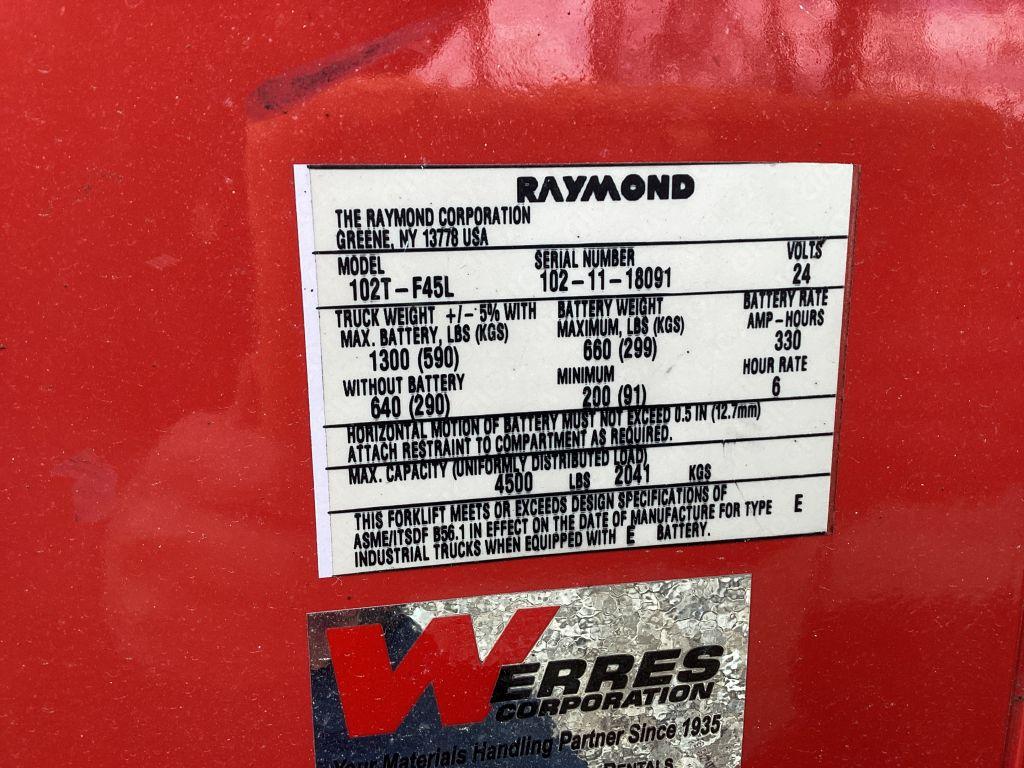 RAYMOND
THE RAYMOND CORPORATION
GREENE, NY 13778 USA
MODEL SERIAL NUMBER VOLTS
102T-F45L 102-11-18091 24
TRUCK WEIGHT +/- 5% WITH BATTERY WEIGHT BATTERY RATE
MAX. BATTERY, LBS (KGS) MAXIMUM, LBS (KGS) AMP-HOURS
1300 (590) 660 (299) 330
WITHOUT BATTERY MINIMUM HOUR RATE
640 (290) 200 (91) 6
HORIZONTAL MOTION OF BATTERY MUST NOT EXCEED 0.5 IN (12.7mm)
ATTACH RESTRAINT TO COMPARTMENT AS REQUIRED.
MAX. CAPACITY (UNIFORMLY DISTRIBUTED LOAD)
4500 LBS 2041 KGS
THIS FORKLIFT MEETS OR EXCEEDS DESIGN SPECIFICATIONS OF
ASME/ITSDF B56.1 IN EFFECT ON THE DATE OF MANUFACTURE FOR TYPE E
INDUSTRIAL TRUCKS WHEN EQUIPPED WITH E BATTERY.
WERRES
CORPORATION
Your Materials Handling Partner Since 1935
RENTALS